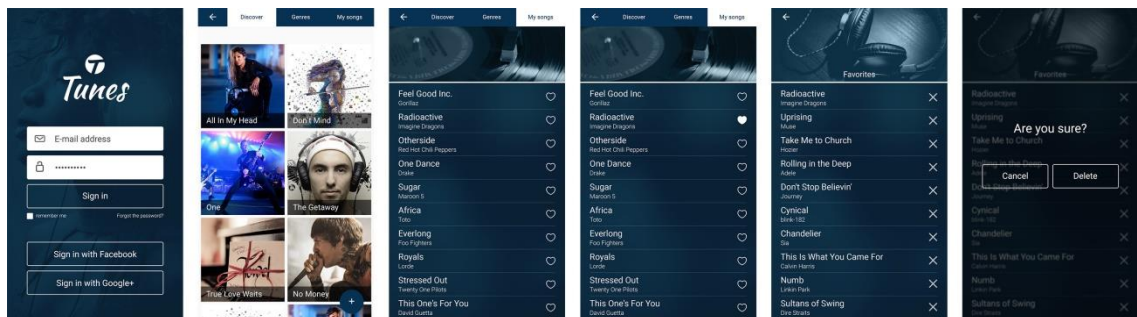 Tunes
E-mail address
Sign in
remember me
Forgot the password?
Sign in with Facebook
Sign in with Google+
Discover
Genres
My songs
All In My Head
Don't Mind
One
The Getaway
True Love Waits
No Money
+
Discover
Genres
My songs
Feel Good Inc.
Gorillaz
Radioactive
Imagine Dragons
Otherside
Red Hot Chili Peppers
One Dance
Drake
Sugar
Maroon 5
Africa
Toto
Everlong
Foo Fighters
Royals
Lorde
Stressed Out
Twenty One Pilots
This One's For You
David Guetta
Discover
Genres
My songs
Feel Good Inc.
Gorillaz
Radioactive
Imagine Dragons
Otherside
Red Hot Chili Peppers
One Dance
Drake
Sugar
Maroon 5
Africa
Toto
Everlong
Foo Fighters
Royals
Lorde
Stressed Out
Twenty One Pilots
This One's For You
David Guetta
Favorites
Radioactive
Imagine Dragons
Uprising
Muse
Take Me to Church
Hozier
Rolling in the Deep
Adele
Don't Stop Believin'
Journey
Cynical
blink-182
Chandelier
Sia
This Is What You Came For
Calvin Harris
Numb
Linkin Park
Sultans of Swing
Dire Straits
Favorites
Radioactive
Imagine Dragons
Uprising
Muse
Are you sure?
Take Me to Church
Hozier
Rolling in the Deep
Adele
Cancel
Delete
Don't Stop Believin'
Journey
Cynical
blink-182
Chandelier
Sia
This Is What You Came For
Calvin Harris
Numb
Linkin Park
Sultans of Swing
Dire Straits